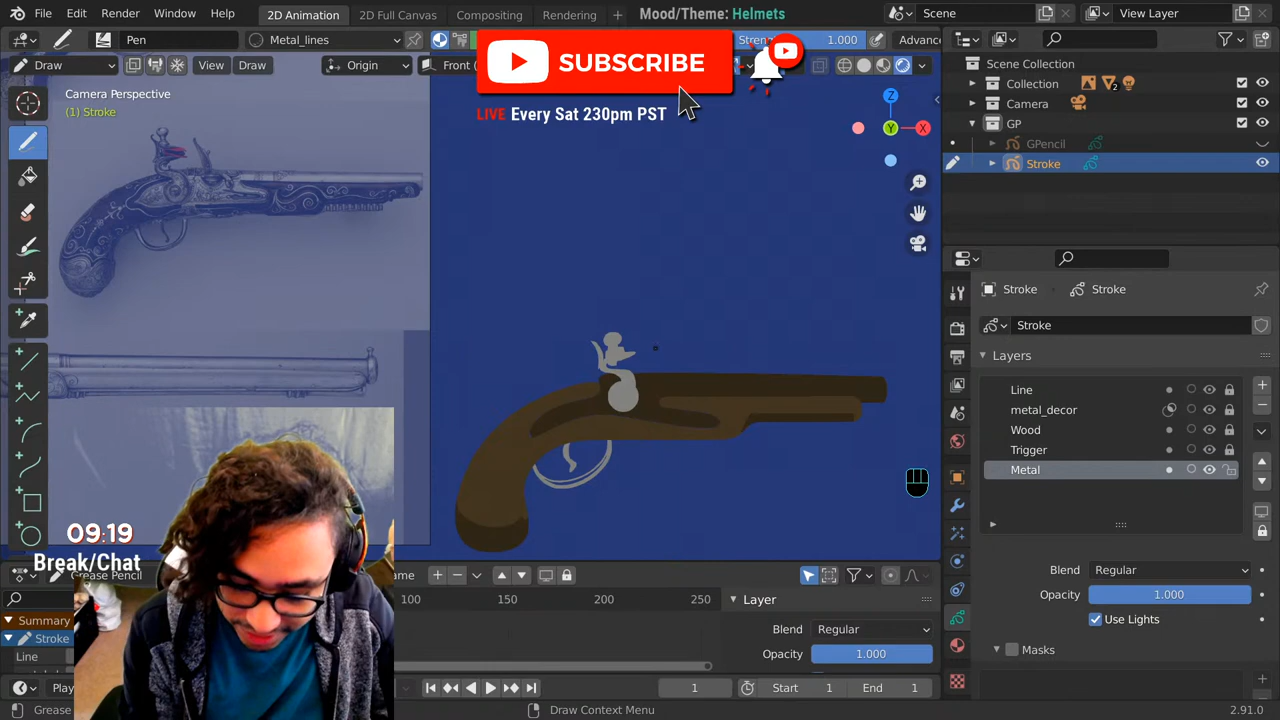 File Edit Render Window Help 2D Animation 2D Full Canvas Compositing Rendering + Mood/Theme: Helmets Scene View Layer
Pen Metal_lines SUBSCRIBE 1.000 Advanc
Draw View Draw Origin Front
LIVE Every Sat 230pm PST
Camera Perspective
(1) Stroke
Z
Y X
Scene Collection
Collection 2
Camera
GP
GPencil
Stroke
Stroke Stroke
Stroke
Layers
Line
metal_decor
Wood
Trigger
Metal
Blend Regular
Opacity 1.000
Use Lights
Masks
09:19
Break/Chat
Grease Pencil
100 150 200 250
Summary
Stroke
Line
Layer
Blend Regular
Opacity 1.000
Play 1 Start 1 End 1
Grease Draw Context Menu 2.91.0